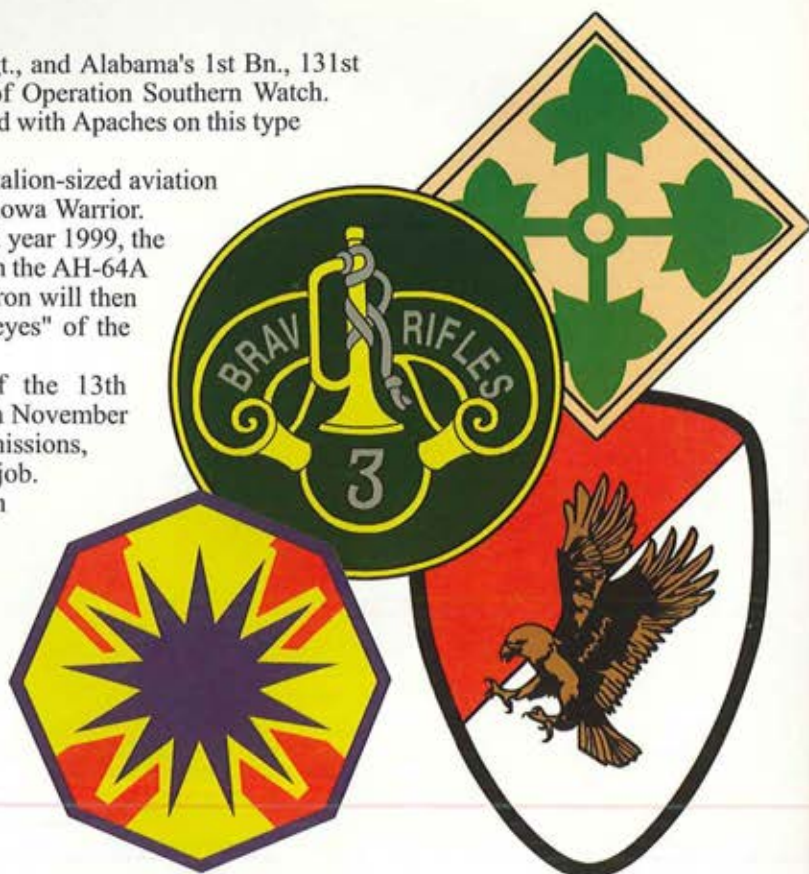 gt., and Alabama's 1st Bn., 131st
of Operation Southern Watch.
d with Apaches on this type
alion-sized aviation
owa Warrior.
year 1999, the
the AH-64A
ron will then
eyes" of the
f the 13th
November
nissions,
job.
BRAV RIFLES
3